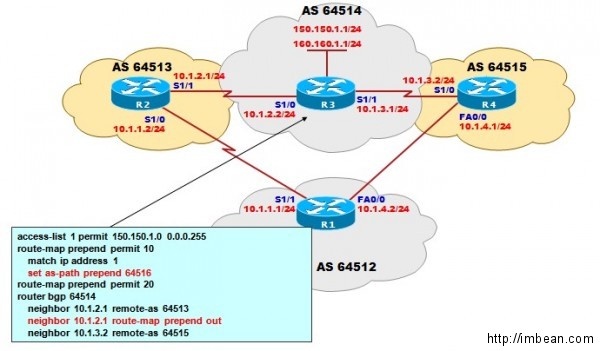 AS 64514
150.150.1.1/24
160.160.1.1/24
AS 64513
10.1.2.1/24
S1/1
R2
S1/0
10.1.1.2/24
S1/0
10.1.2.2/24
R3
S1/1
10.1.3.1/24
AS 64515
10.1.3.2/24
S1/0
R4
FA0/0
10.1.4.1/24
S1/1
10.1.1.1/24
FA0/0
10.1.4.2/24
R1
AS 64512
access-list 1 permit 150.150.1.0 0.0.0.255
route-map prepend permit 10
match ip address 1
set as-path prepend 64516
route-map prepend permit 20
router bgp 64514
neighbor 10.1.2.1 remote-as 64513
neighbor 10.1.2.1 route-map prepend out
neighbor 10.1.3.2 remote-as 64515
http://imbean.com